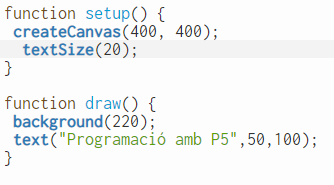 function setup() {
 createCanvas(400, 400);
  textSize(20);
}

function draw() {
 background(220);
 text("Programació amb P5",50,100);
}